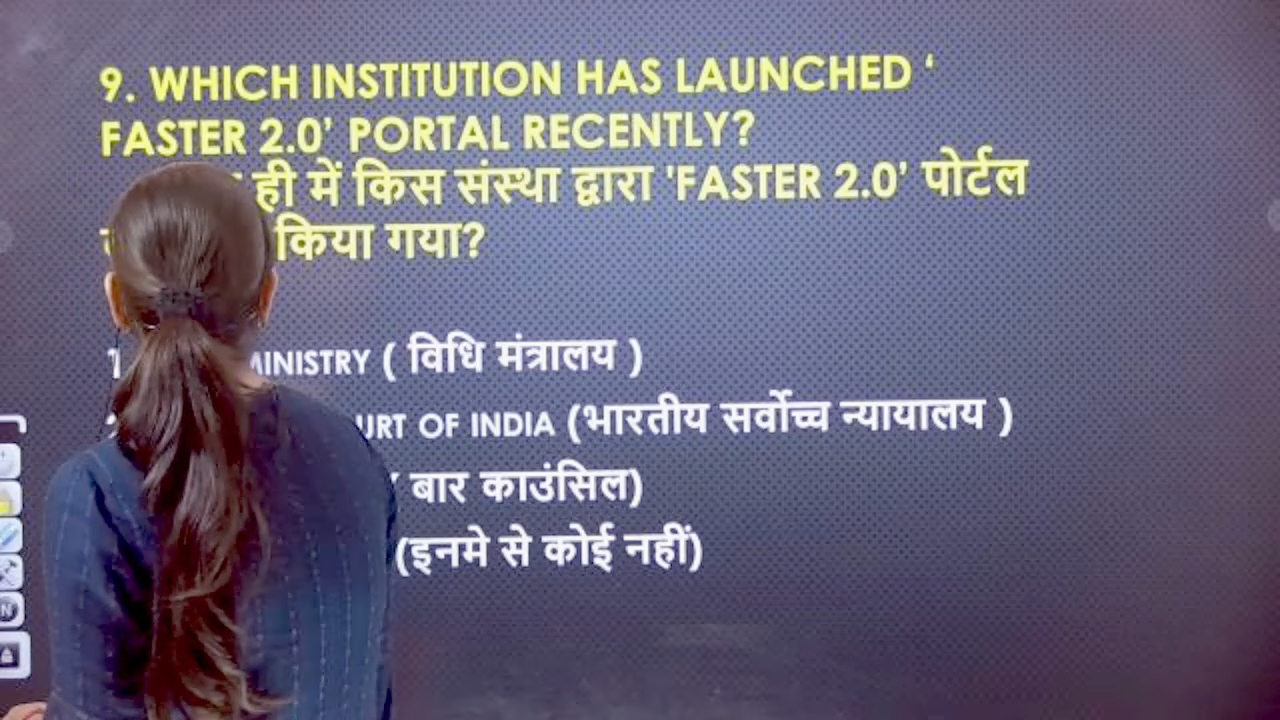 9. WHICH INSTITUTION HAS LAUNCHED ‘
FASTER 2.0’ PORTAL RECENTLY?
ही में किस संस्था द्वारा 'FASTER 2.0’ पोर्टल
किया गया?
MINISTRY ( विधि मंत्रालय )
OF INDIA (भारतीय सर्वोच्च न्यायालय )
बार काउंसिल)
(इनमे से कोई नहीं)
N